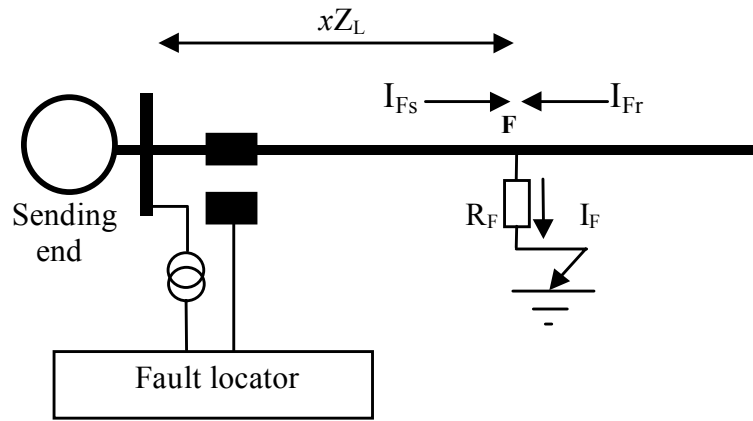 xZL
IFs
IFr
F
Sending
end
RF
IF
Fault locator